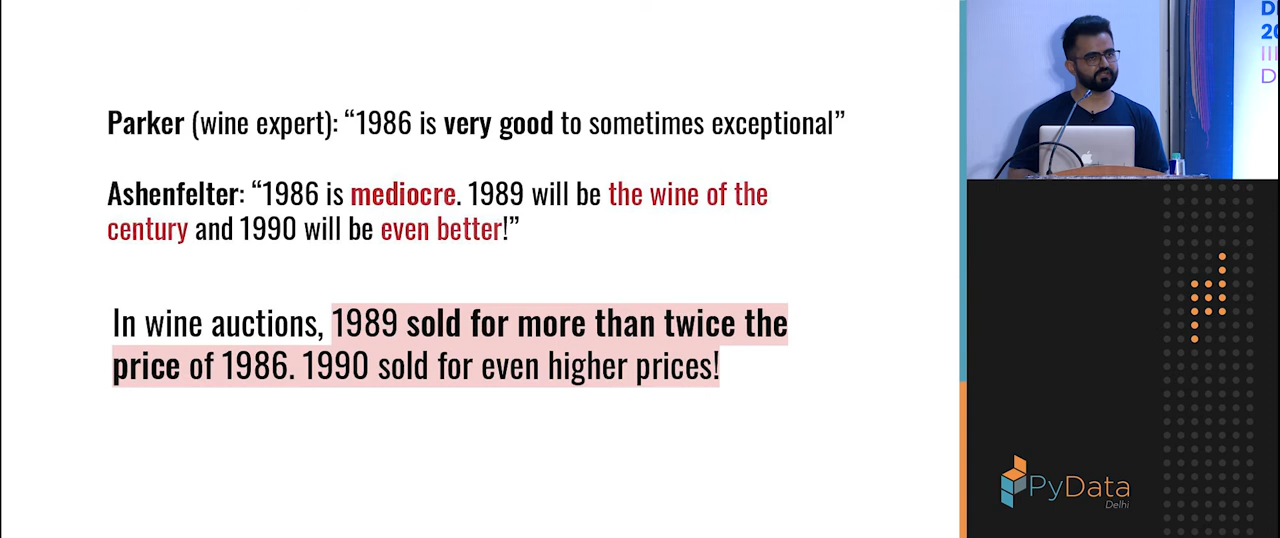 Parker (wine expert): “1986 is very good to sometimes exceptional”
Ashenfelter: “1986 is mediocre. 1989 will be the wine of the
century and 1990 will be even better!”
In wine auctions, 1989 sold for more than twice the
price of 1986. 1990 sold for even higher prices!
PyData
Delhi